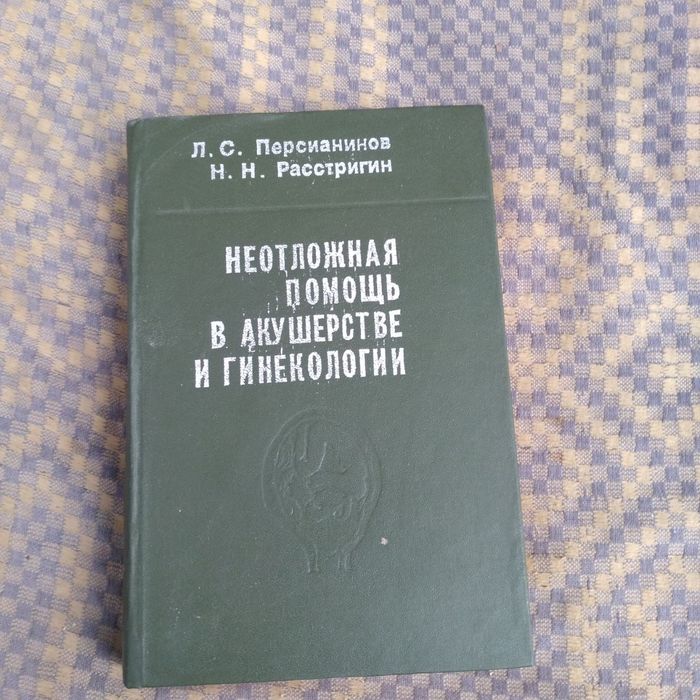 Л. С. Персианинов
Н. Н. Расстригин
НЕОТЛОЖНАЯ
ПОМОЩЬ
В АКУШЕРСТВЕ
И ГИНЕКОЛОГИИ